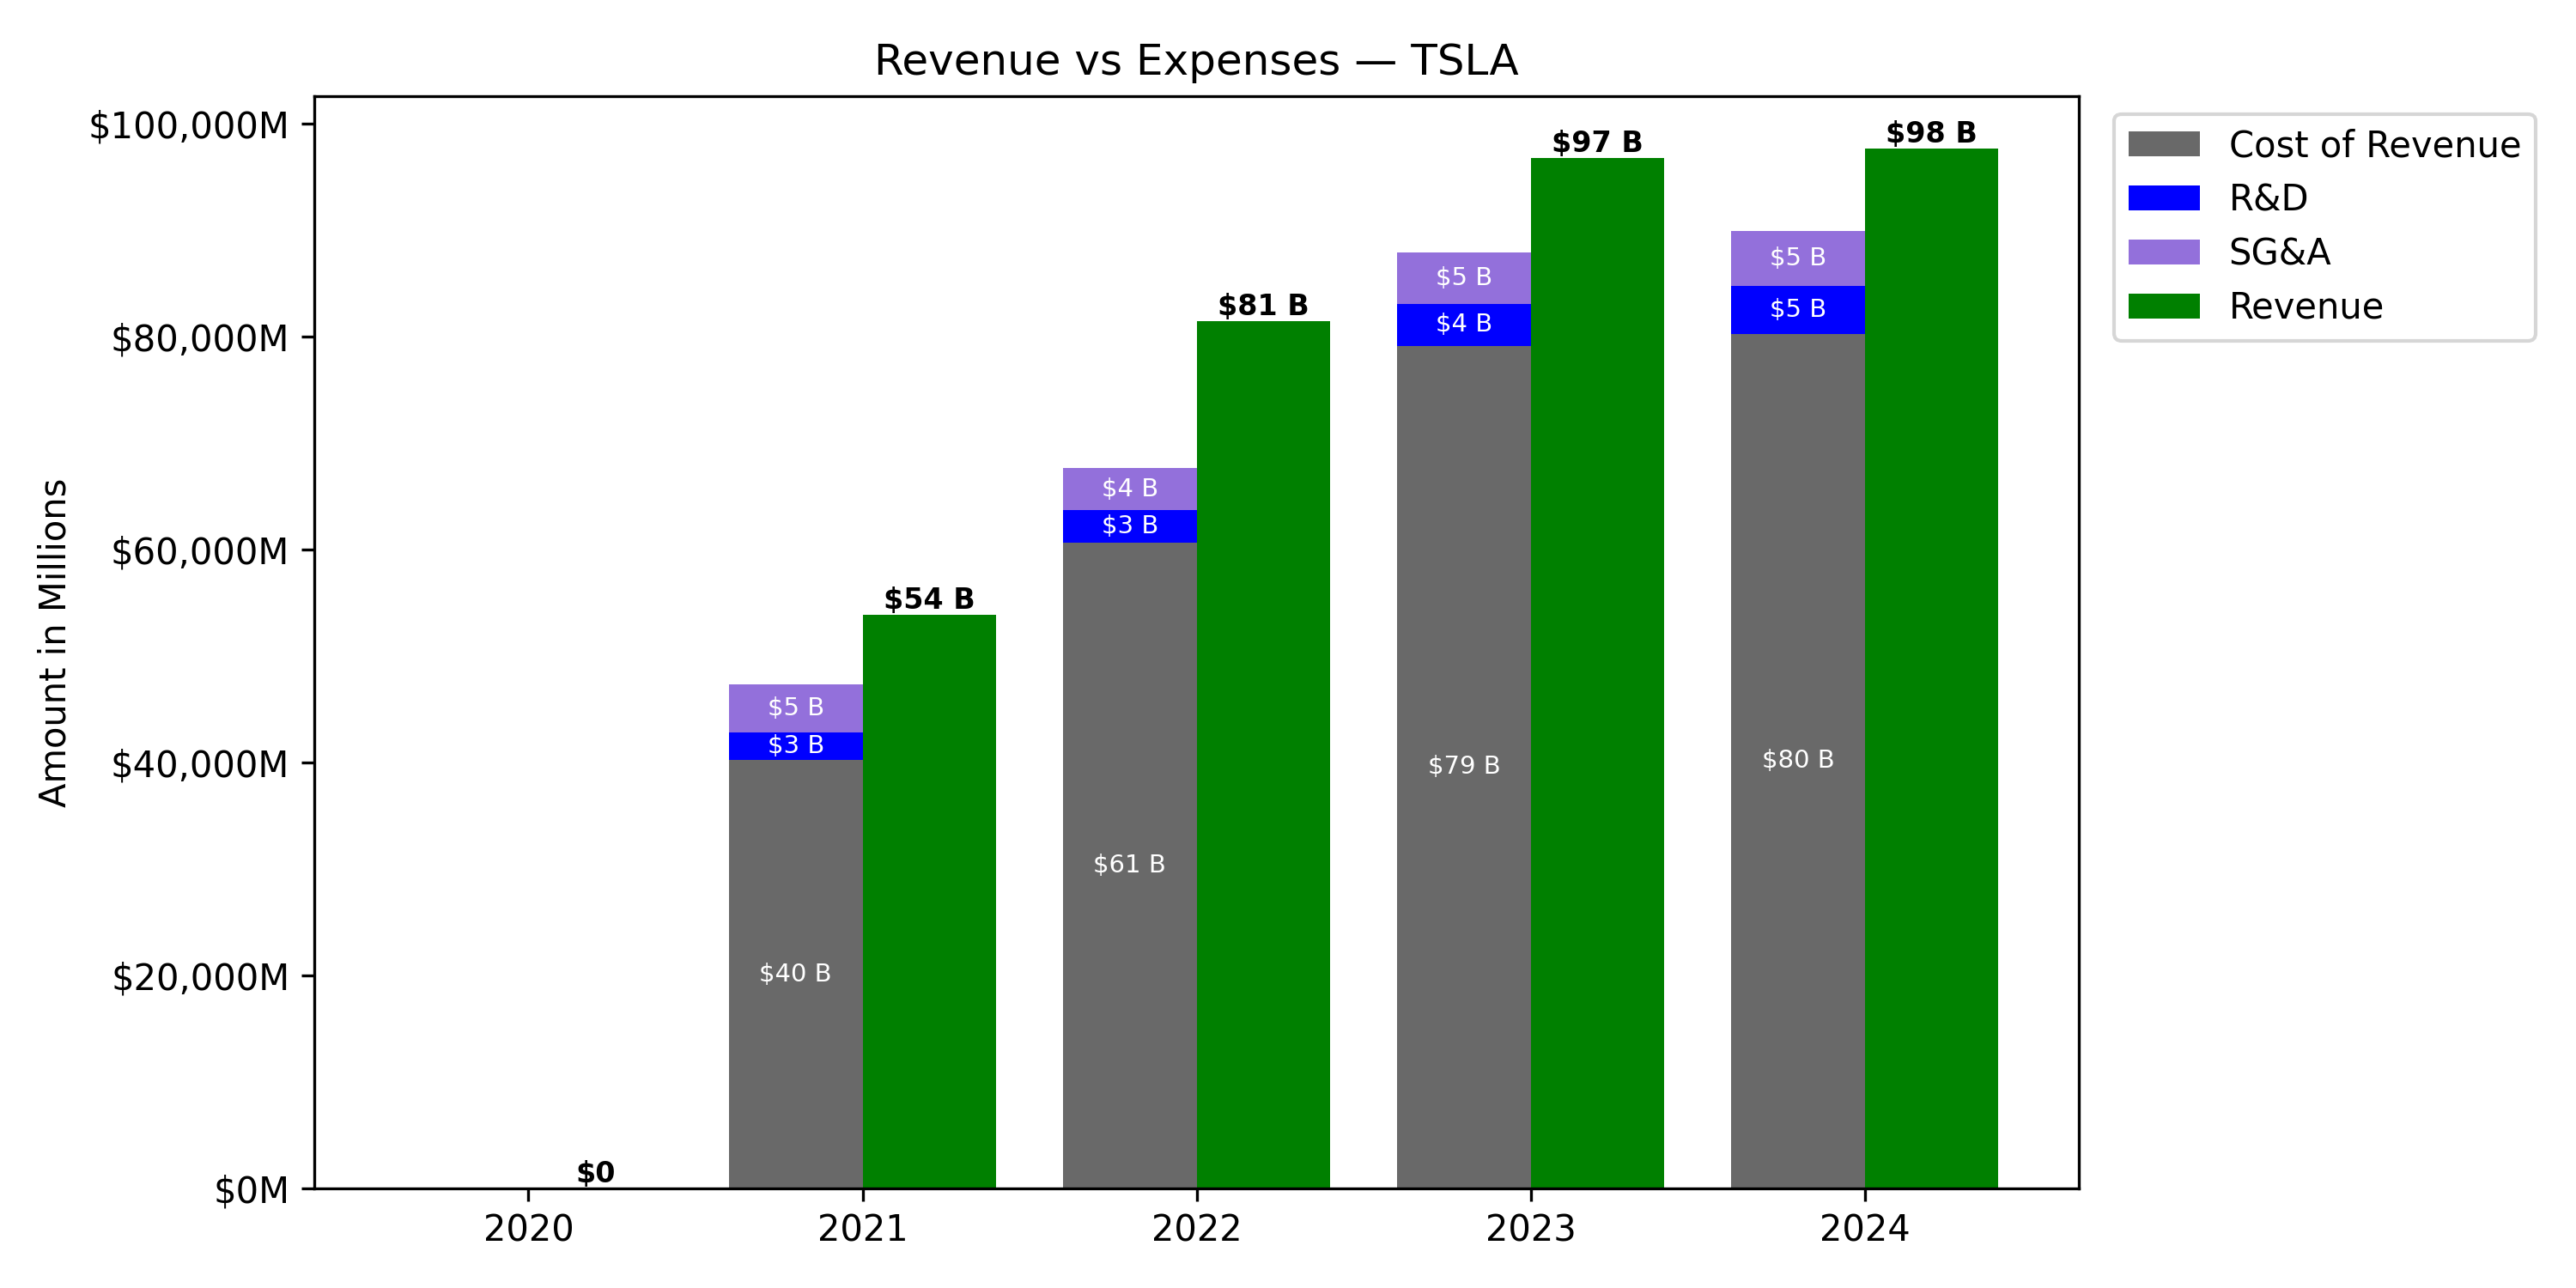 Revenue vs Expenses — TSLA
Amount in Millions
$100,000M
$80,000M
$60,000M
$40,000M
$20,000M
$0M
$0
$5 B
$3 B
$40 B
$54 B
$4 B
$3 B
$61 B
$81 B
$5 B
$4 B
$79 B
$97 B
$5 B
$5 B
$80 B
$98 B
2020 2021 2022 2023 2024
Cost of Revenue
R&D
SG&A
Revenue